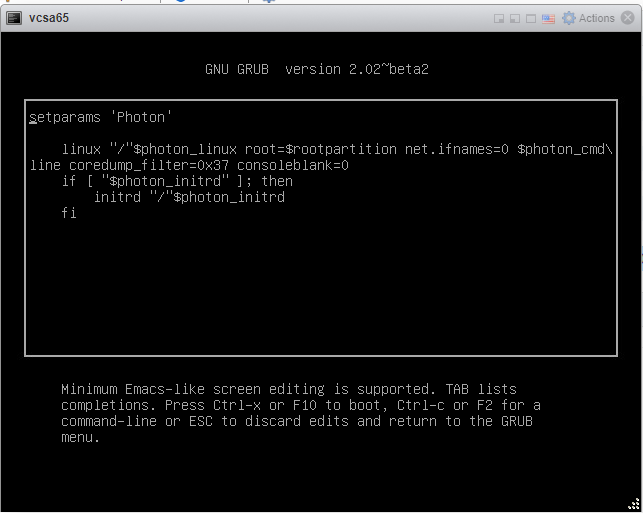 vcsa65
Actions
GNU GRUB version 2.02~beta2
setparams 'Photon'
linux "/"$photon_linux root=$rootpartition net.ifnames=0 $photon_cmd\
line coredump_filter=0x37 consoleblank=0
if [ "$photon_initrd" ]; then
initrd "/"$photon_initrd
fi
Minimum Emacs-like screen editing is supported. TAB lists
completions. Press Ctrl-x or F10 to boot, Ctrl-c or F2 for a
command-line or ESC to discard edits and return to the GRUB
menu.